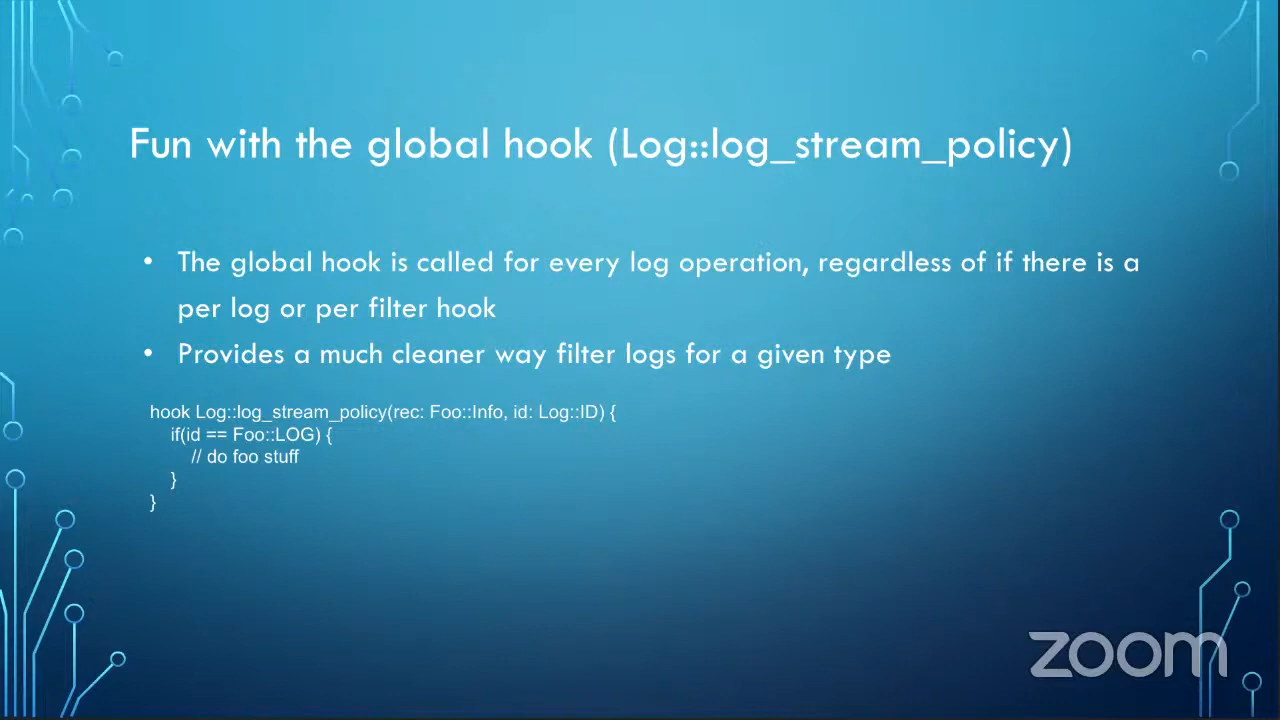 Fun with the global hook (Log::log_stream_policy)
• The global hook is called for every log operation, regardless of if there is a
per log or per filter hook
• Provides a much cleaner way filter logs for a given type
hook Log::log_stream_policy(rec: Foo::Info, id: Log::ID) {
if(id == Foo::LOG) {
// do foo stuff
}
}
zoom